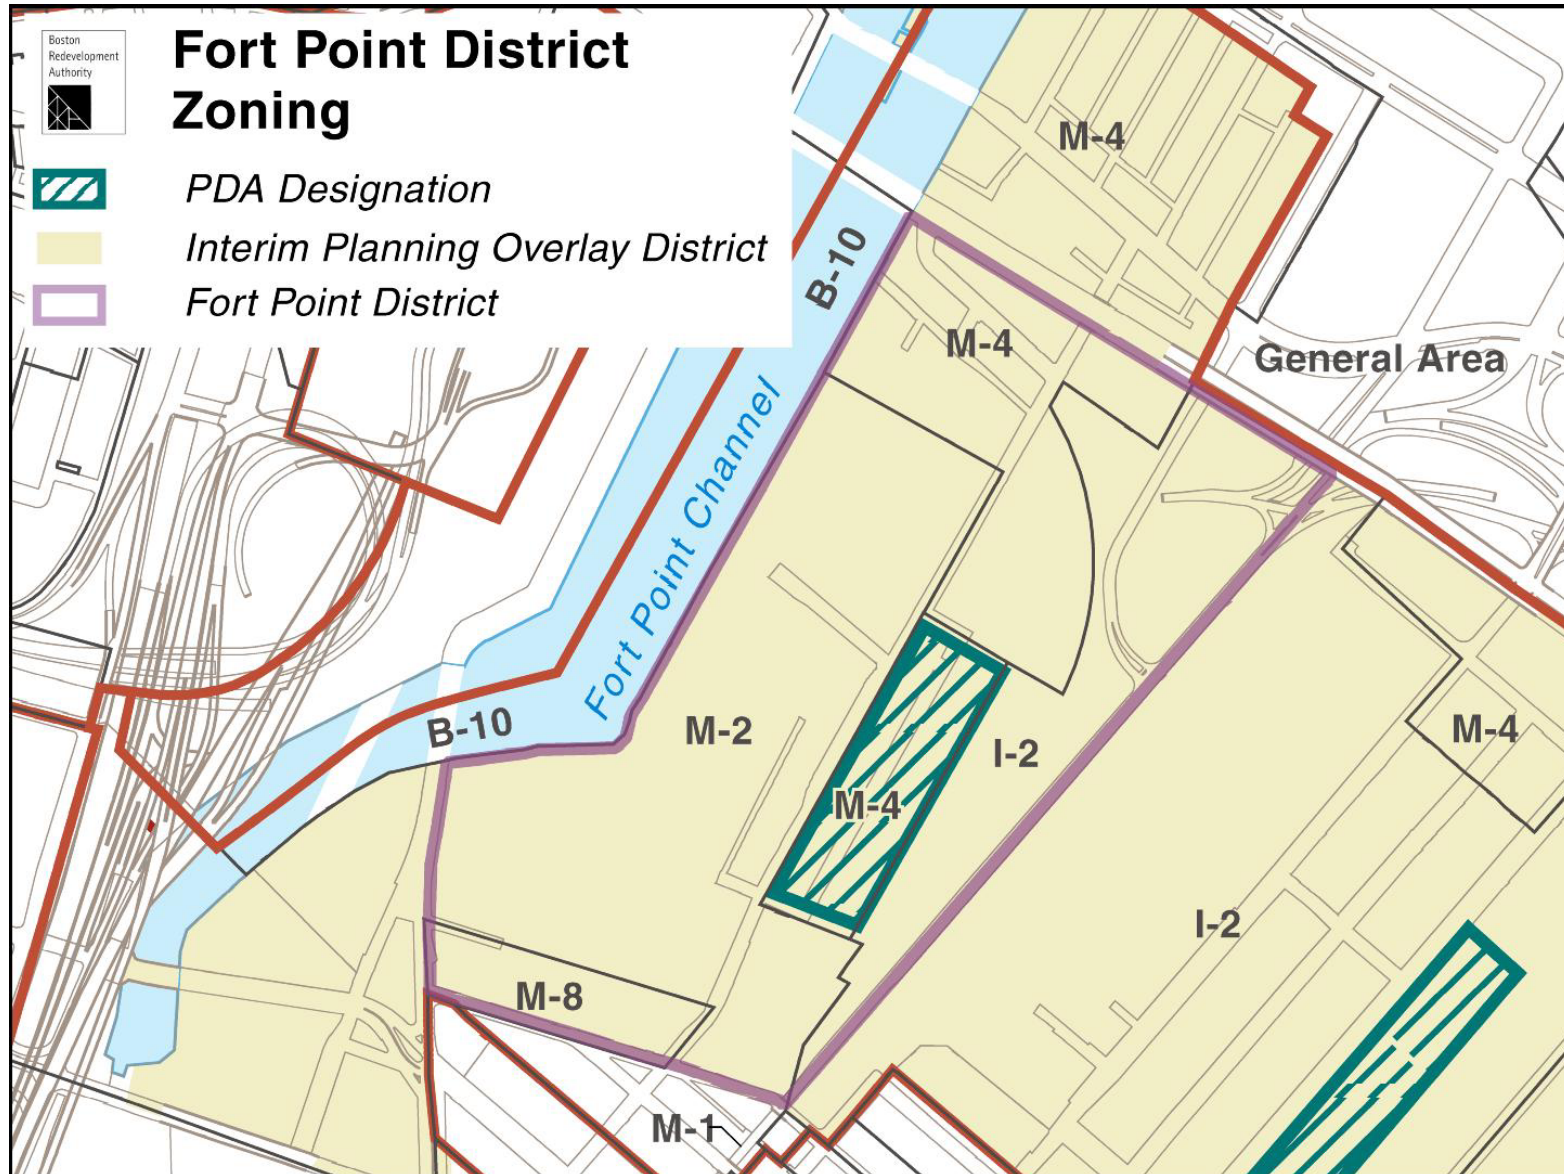 Boston
Redevelopment
Authority
Fort Point District
Zoning
PDA Designation
Interim Planning Overlay District
Fort Point District
M-4
B-10
M-4
General Area
Fort Point Channel
B-10
M-2
I-2
M-4
M-4
I-2
M-8
M-1